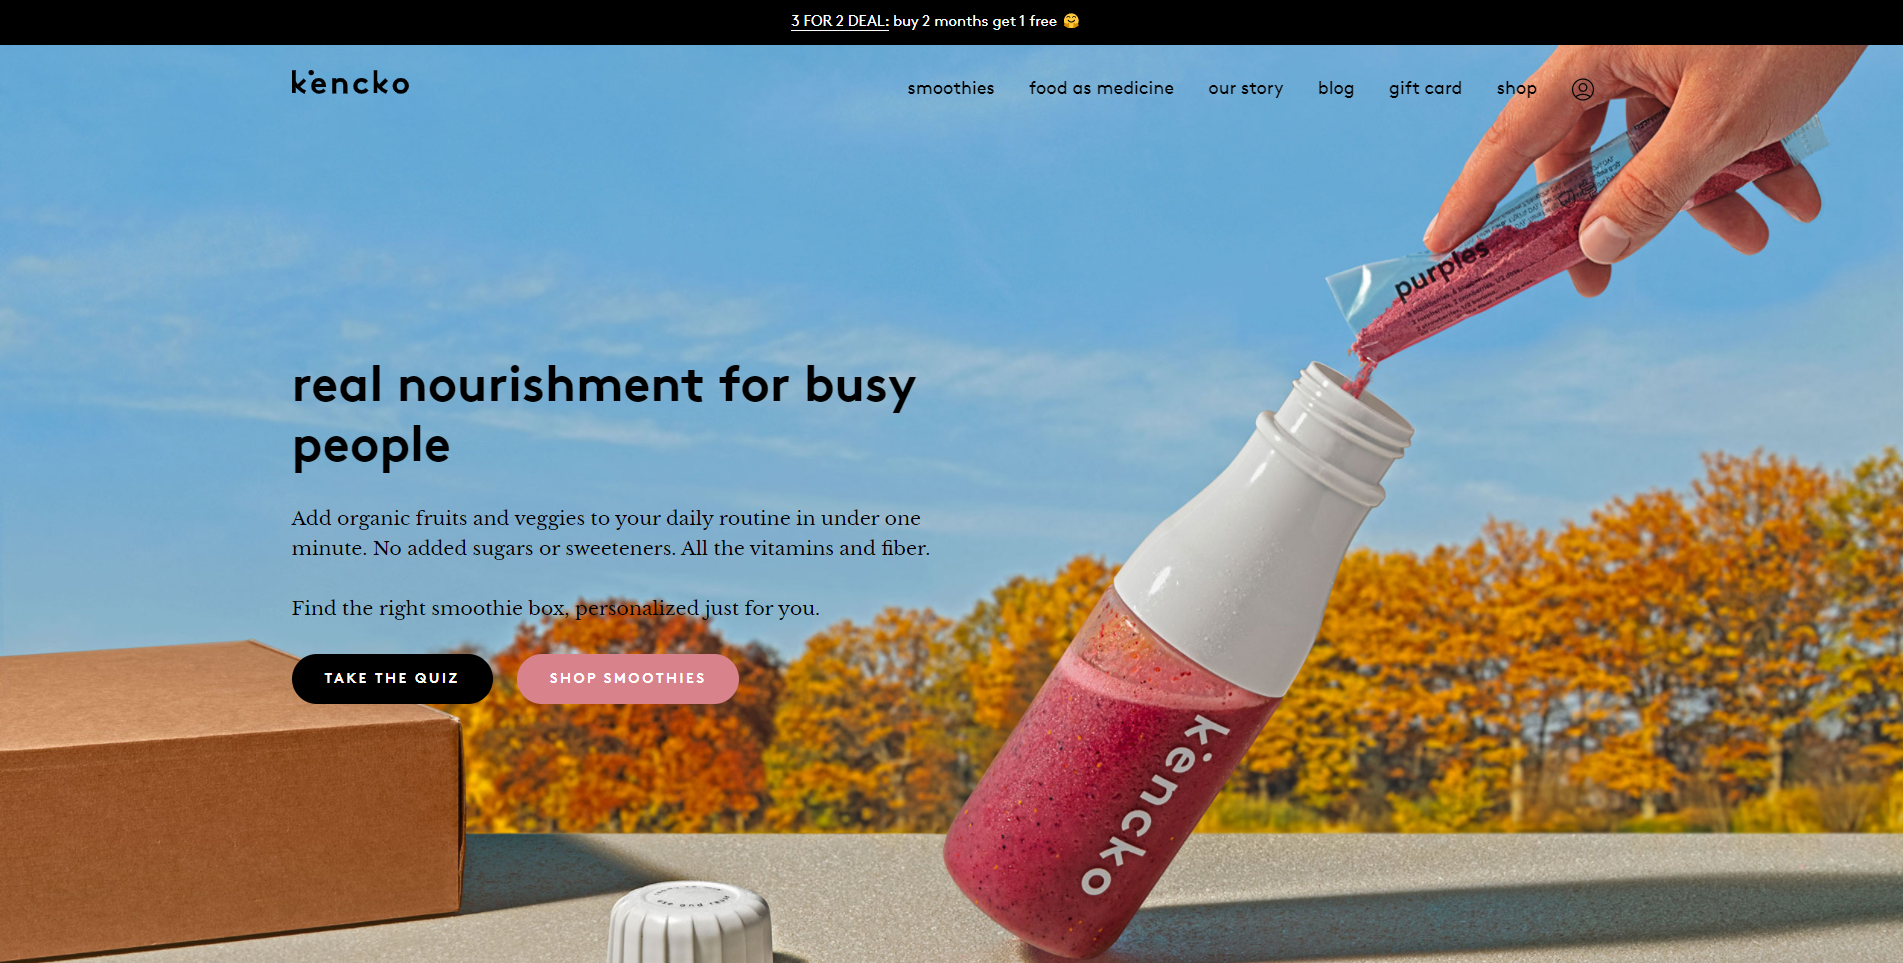 3 FOR 2 DEAL: buy 2 months get 1 free 🤗
kencko
smoothies food as medicine our story blog gift card shop
purples
real nourishment for busy
people
Add organic fruits and veggies to your daily routine in under one
minute. No added sugars or sweeteners. All the vitamins and fiber.
Find the right smoothie box, personalized just for you.
TAKE THE QUIZ SHOP SMOOTHIES
kencko